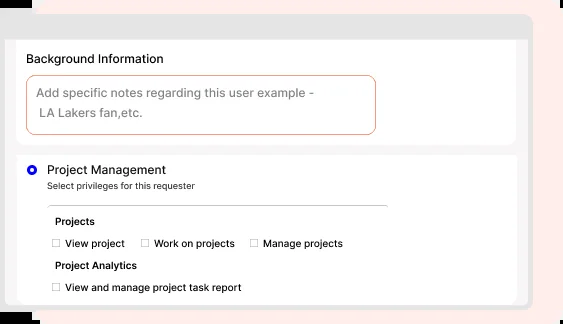 Background Information
Add specific notes regarding this user example -
LA Lakers fan,etc.
Project Management
Select privileges for this requester
Projects
View project Work on projects Manage projects
Project Analytics
View and manage project task report